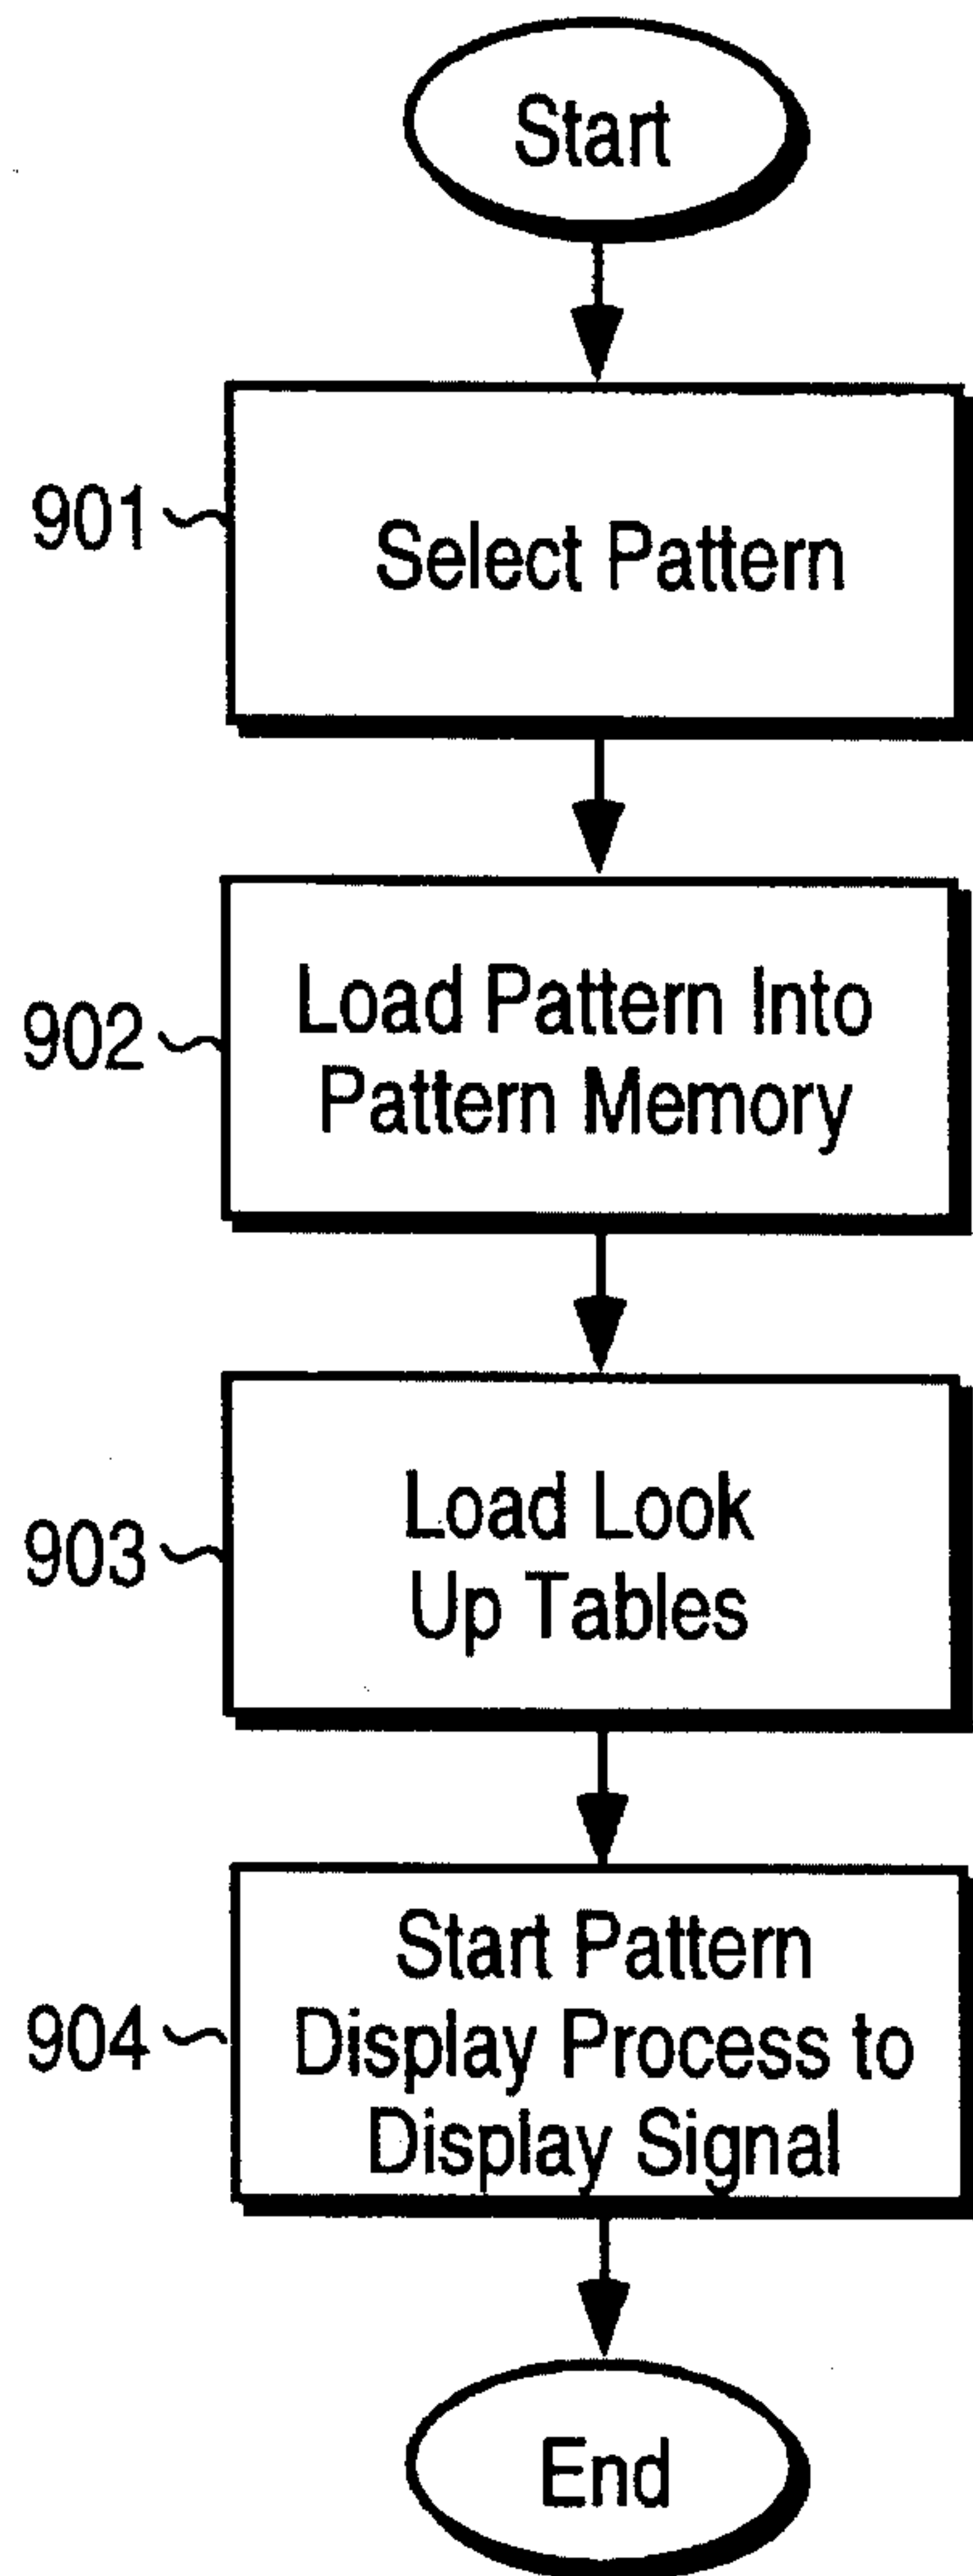 Start
901
Select Pattern
902
Load Pattern Into
Pattern Memory
903
Load Look
Up Tables
904
Start Pattern
Display Process to
Display Signal
End